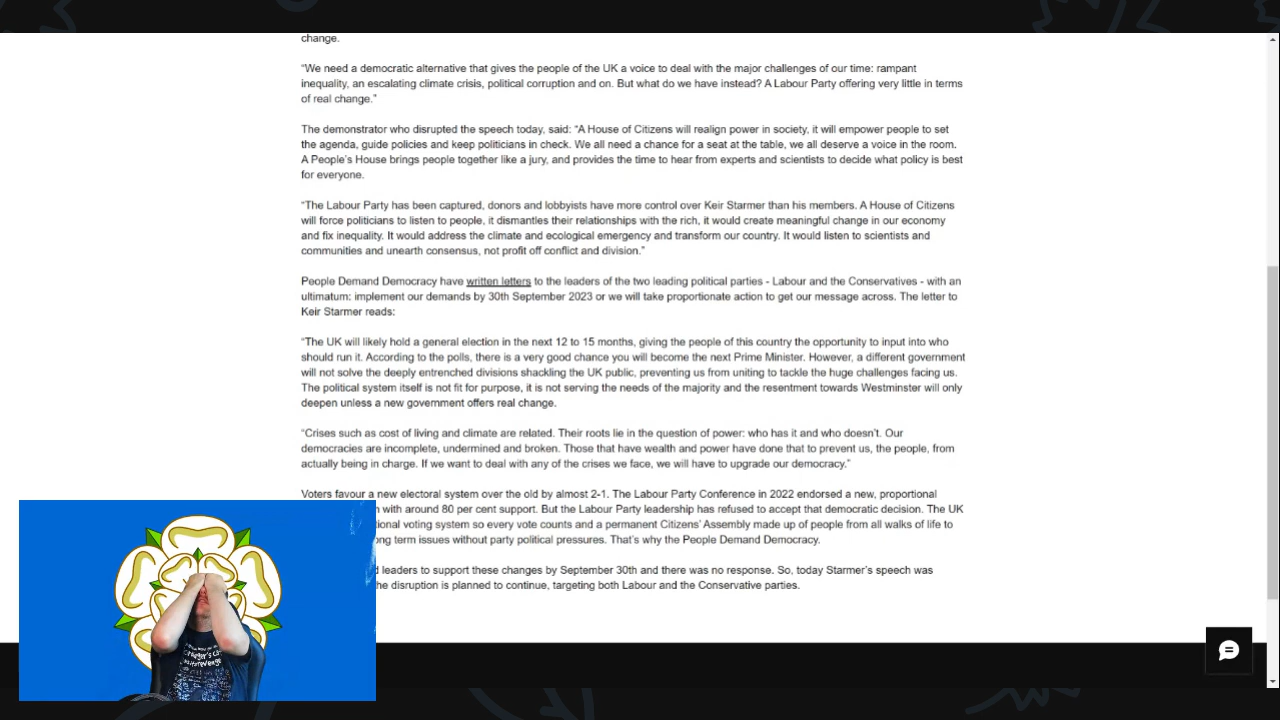 change.
“We need a democratic alternative that gives the people of the UK a voice to deal with the major challenges of our time: rampant
inequality, an escalating climate crisis, political corruption and on. But what do we have instead? A Labour Party offering very little in terms
of real change.”
The demonstrator who disrupted the speech today, said: “A House of Citizens will realign power in society, it will empower people to set
the agenda, guide policies and keep politicians in check. We all need a chance for a seat at the table, we all deserve a voice in the room.
A People’s House brings people together like a jury, and provides the time to hear from experts and scientists to decide what policy is best
for everyone.
“The Labour Party has been captured, donors and lobbyists have more control over Keir Starmer than his members. A House of Citizens
will force politicians to listen to people, it dismantles their relationships with the rich, it would create meaningful change in our economy
and fix inequality. It would address the climate and ecological emergency and transform our country. It would listen to scientists and
communities and unearth consensus, not profit off conflict and division.”
People Demand Democracy have written letters to the leaders of the two leading political parties - Labour and the Conservatives - with an
ultimatum: implement our demands by 30th September 2023 or we will take proportionate action to get our message across. The letter to
Keir Starmer reads:
“The UK will likely hold a general election in the next 12 to 15 months, giving the people of this country the opportunity to input into who
should run it. According to the polls, there is a very good chance you will become the next Prime Minister. However, a different government
will not solve the deeply entrenched divisions shackling the UK public, preventing us from uniting to tackle the huge challenges facing us.
The political system itself is not fit for purpose, it is not serving the needs of the majority and the resentment towards Westminster will only
deepen unless a new government offers real change.
“Crises such as cost of living and climate are related. Their roots lie in the question of power: who has it and who doesn’t. Our
democracies are incomplete, undermined and broken. Those that have wealth and power have done that to prevent us, the people, from
actually being in charge. If we want to deal with any of the crises we face, we will have to upgrade our democracy.”
Voters favour a new electoral system over the old by almost 2-1. The Labour Party Conference in 2022 endorsed a new, proportional
with around 80 per cent support. But the Labour Party leadership has refused to accept that democratic decision. The UK
voting system so every vote counts and a permanent Citizens’ Assembly made up of people from all walks of life to
term issues without party political pressures. That’s why the People Demand Democracy.
leaders to support these changes by September 30th and there was no response. So, today Starmer’s speech was
disruption is planned to continue, targeting both Labour and the Conservative parties.